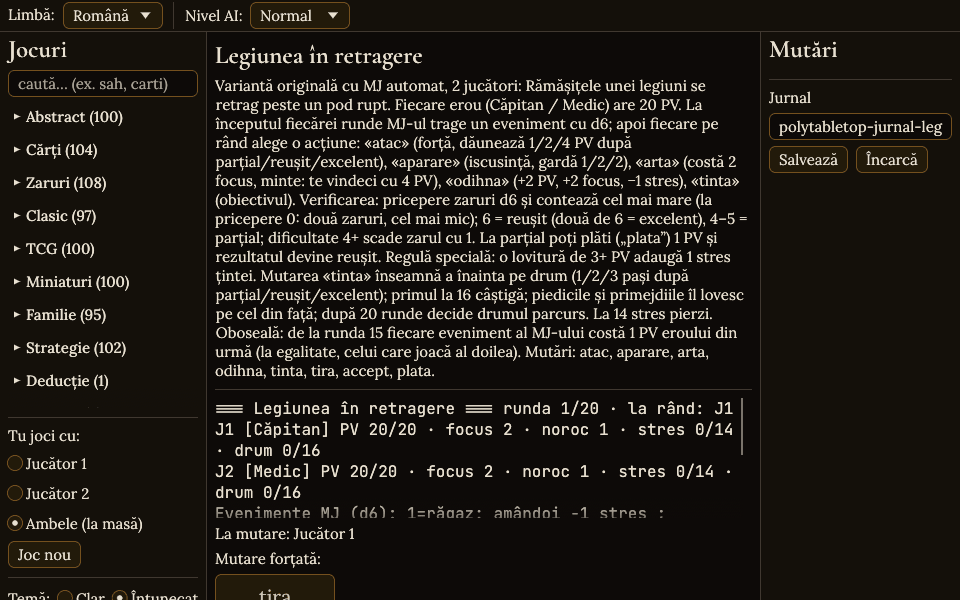 Limbă: Română ▼ Nivel AI: Normal ▼
Jocuri
caută... (ex. sah, carti)
▸ Abstract (100)
▸ Cărți (104)
▸ Zaruri (108)
▸ Clasic (97)
▸ TCG (100)
▸ Miniaturi (100)
▸ Familie (95)
▸ Strategie (102)
▸ Deducție (1)
Tu joci cu:
Jucător 1
Jucător 2
Ambele (la masă)
Joc nou
Temă: Clar Întunecat
Legiunea în retragere
Variantă originală cu MJ automat, 2 jucători: Rămășițele unei legiuni se
retrag peste un pod rupt. Fiecare erou (Căpitan / Medic) are 20 PV. La
începutul fiecărei runde MJ-ul trage un eveniment cu d6; apoi fiecare pe
rând alege o acțiune: «atac» (forță, dăunează 1/2/4 PV după
parțial/reușit/excelent), «aparare» (iscusință, gardă 1/2/2), «arta» (costă 2
focus, minte: te vindeci cu 4 PV), «odihna» (+2 PV, +2 focus, −1 stres), «tinta»
(obiectivul). Verificarea: pricepere zaruri d6 și contează cel mai mare (la
pricepere 0: două zaruri, cel mai mic); 6 = reușit (două de 6 = excelent), 4–5 =
parțial; dificultate 4+ scade zarul cu 1. La parțial poți plăti („plata”) 1 PV și
rezultatul devine reușit. Regulă specială: o lovitură de 3+ PV adaugă 1 stres
țintei. Mutarea «tinta» înseamnă a înainta pe drum (1/2/3 pași după
parțial/reușit/excelent); primul la 16 câștigă; piedicile și primejdiile îl lovesc
pe cel din față; după 20 runde decide drumul parcurs. La 14 stres pierzi.
Oboseală: de la runda 15 fiecare eveniment al MJ-ului costă 1 PV eroului din
urmă (la egalitate, celui care joacă al doilea). Mutări: atac, aparare, arta,
odihna, tinta, tira, accept, plata.
═══ Legiunea în retragere ═══ runda 1/20 · la rând: J1
J1 [Căpitan] PV 20/20 · focus 2 · noroc 1 · stres 0/14
· drum 0/16
J2 [Medic] PV 20/20 · focus 2 · noroc 1 · stres 0/14 ·
drum 0/16
Evenimente MJ (d6): 1=răgaz: amândoi -1 stres ;
La mutare: Jucător 1
Mutare forțată:
tira
Mutări
Jurnal
polytabletop-jurnal-leg
Salvează Încarcă